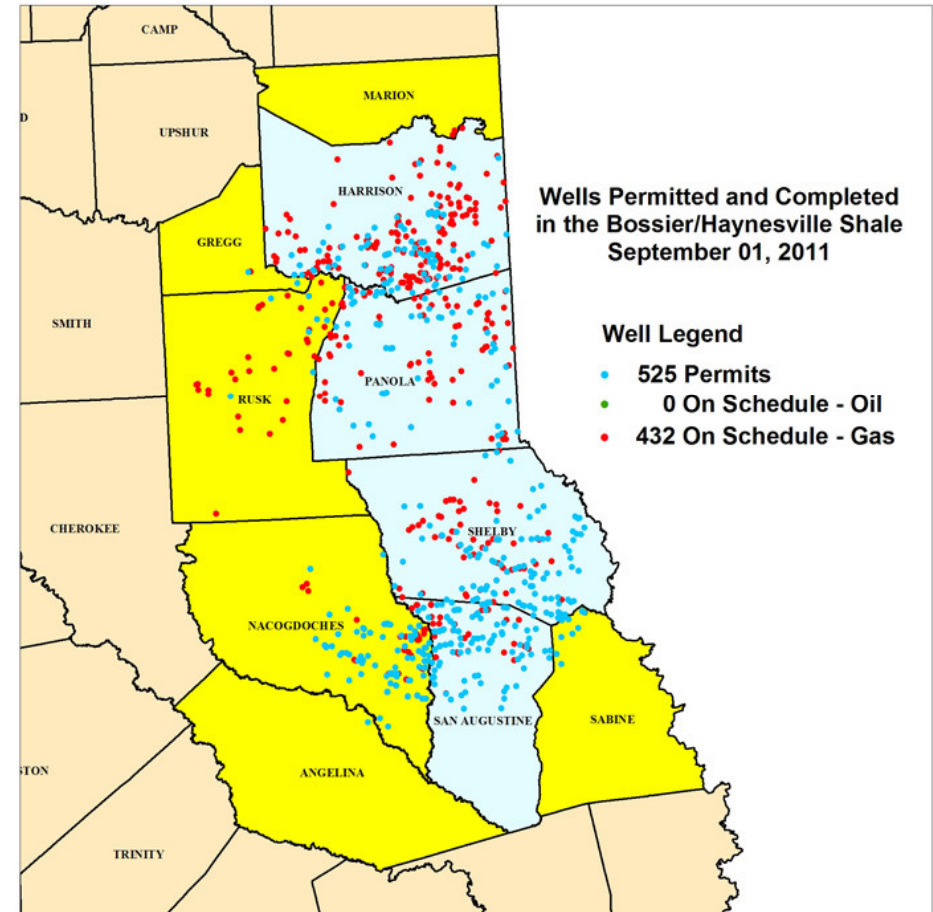 CAMP
MARION
D
UPSHUR
HARRISON
Wells Permitted and Completed
in the Bossier/Haynesville Shale
September 01, 2011
GREGG
SMITH
Well Legend
525 Permits
0 On Schedule - Oil
432 On Schedule - Gas
PANOLA
RUSK
CHEROKEE
SHELBY
NACOGDOCHES
SAN AUGUSTINE
SABINE
STON
ANGELINA
TRINITY